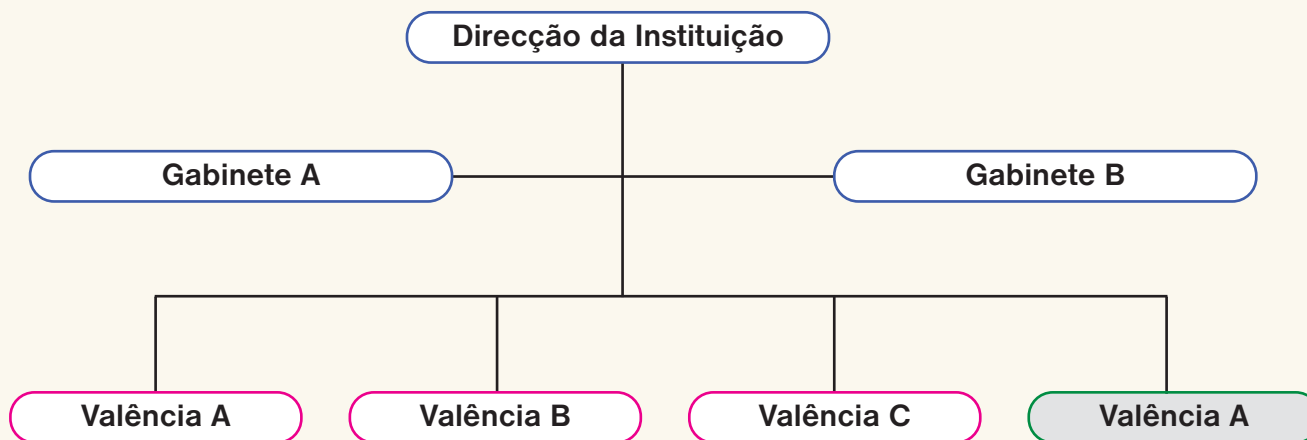 Direcção da Instituição
Gabinete A
Gabinete B
Valência A
Valência B
Valência C
Valência A